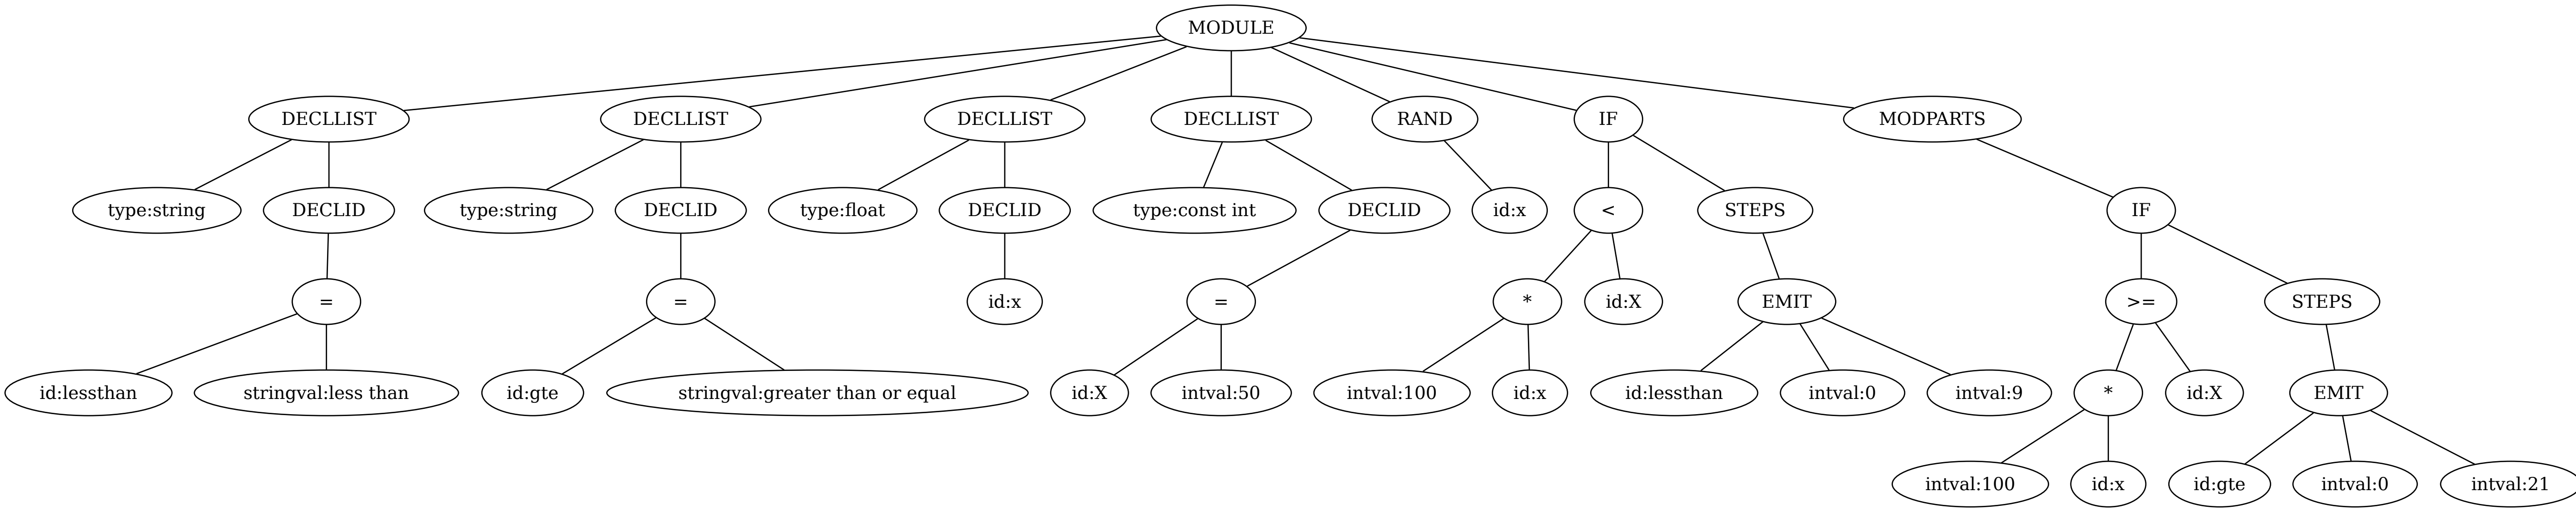 MODULE
DECLLIST DECLLIST DECLLIST DECLLIST RAND IF MODPARTS
type:string DECLID type:string DECLID type:float DECLID type:const int DECLID id:x < STEPS IF
= = id:x = * id:X EMIT >= STEPS
id:lessthan stringval:less than id:gte stringval:greater than or equal id:X intval:50 intval:100 id:x id:lessthan intval:0 intval:9 * id:X EMIT
intval:100 id:x id:gte intval:0 intval:21